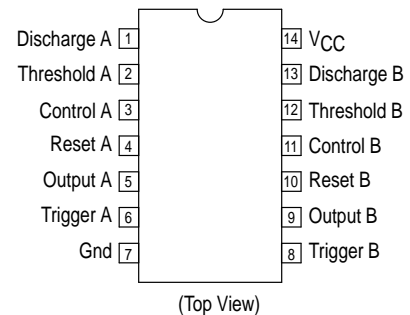 Discharge A 1 14 VCC
Threshold A 2 13 Discharge B
Control A 3 12 Threshold B
Reset A 4 11 Control B
Output A 5 10 Reset B
Trigger A 6 9 Output B
Gnd 7 8 Trigger B
(Top View)